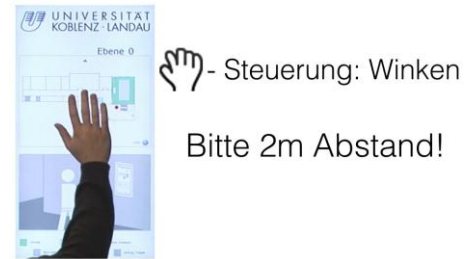 UNIVERSITÄT
KOBLENZ · LANDAU
Ebene 0
- Steuerung: Winken
Bitte 2m Abstand!